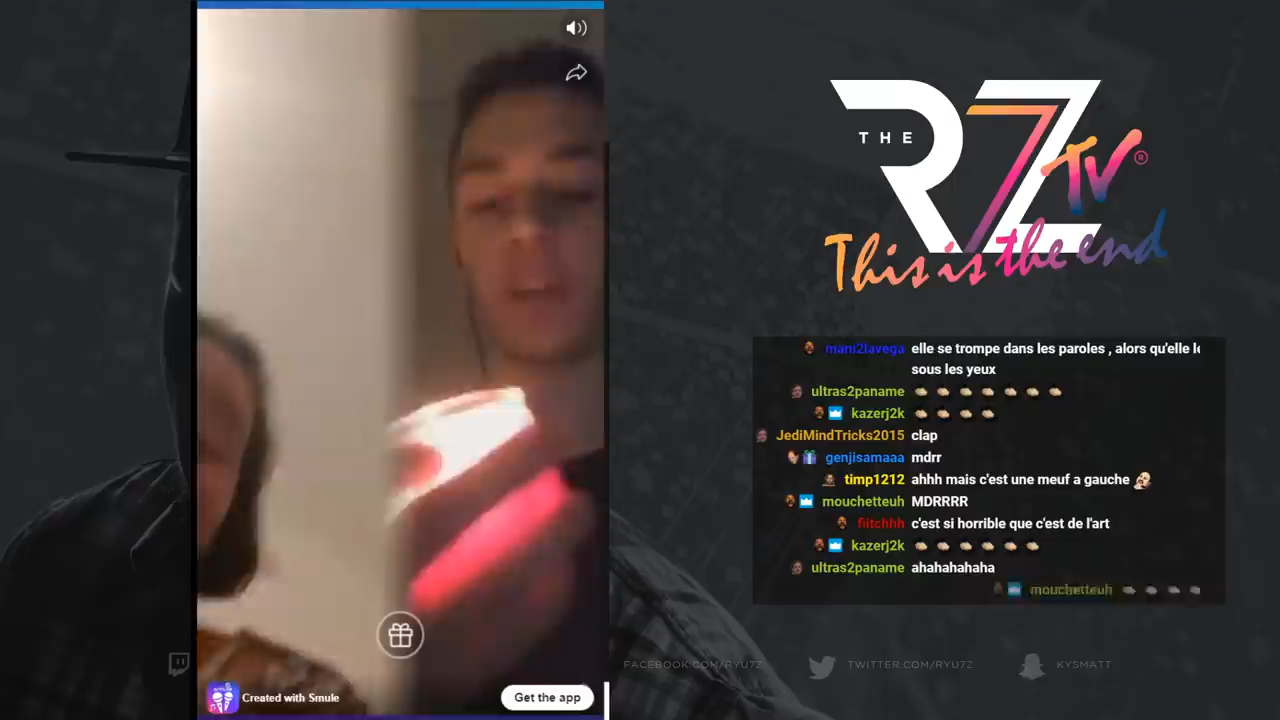 THE
R7Z
TV
®
This is the end
mani2lavega elle se trompe dans les paroles , alors qu'elle
sous les yeux
ultras2paname
kazerj2k
JediMindTricks2015 clap
genjisamaaa mdrr
timp1212 ahhh mais c'est une meuf a gauche
mouchetteuh MDRRRR
fiitchhh c'est si horrible que c'est de l'art
kazerj2k
ultras2paname ahahahahaha
mouchetteuh
FACEBOOK.COM/RYU7Z TWITTER.COM/RYU7Z KYSMATT
Created with Smule Get the app